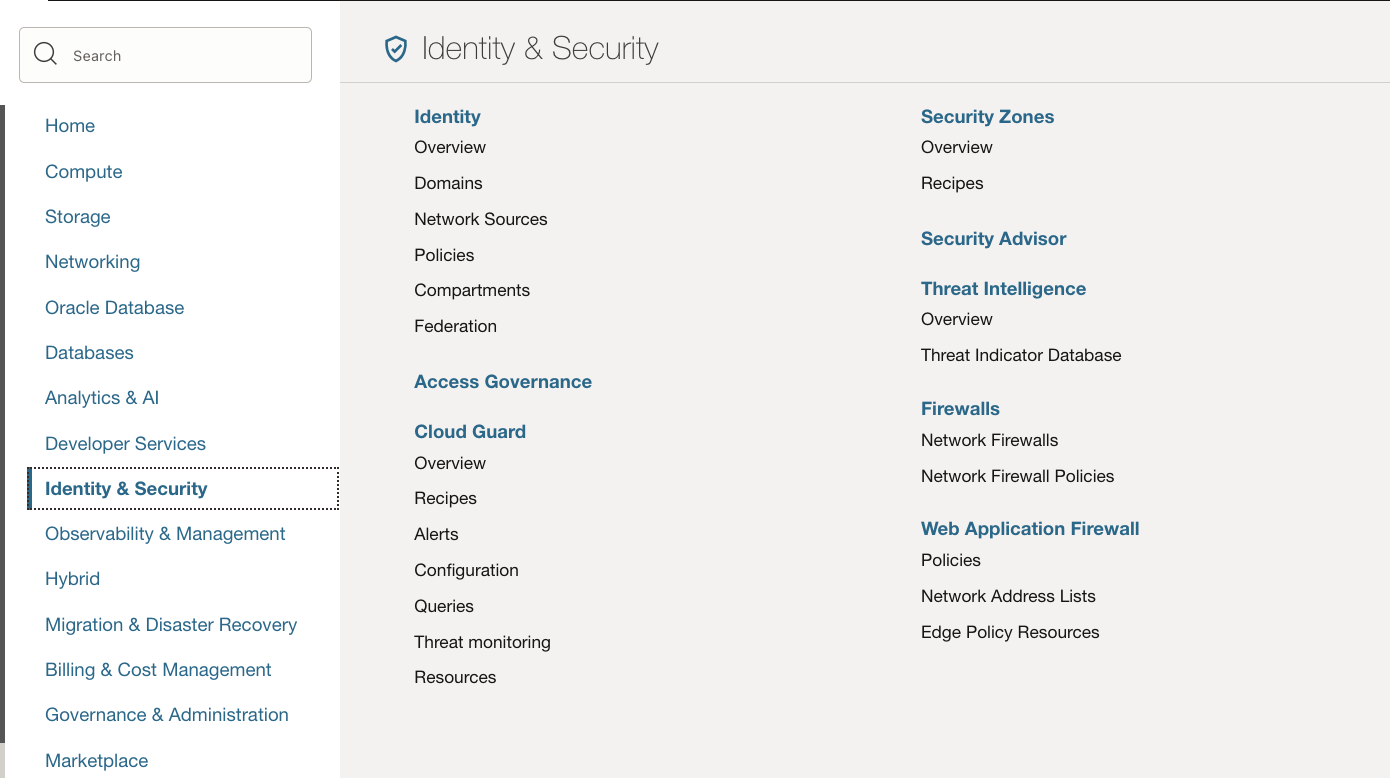 Search
Home
Compute
Storage
Networking
Oracle Database
Databases
Analytics & AI
Developer Services
Identity & Security
Observability & Management
Hybrid
Migration & Disaster Recovery
Billing & Cost Management
Governance & Administration
Marketplace
Identity & Security
Identity
Overview
Domains
Network Sources
Policies
Compartments
Federation
Access Governance
Cloud Guard
Overview
Recipes
Alerts
Configuration
Queries
Threat monitoring
Resources
Security Zones
Overview
Recipes
Security Advisor
Threat Intelligence
Overview
Threat Indicator Database
Firewalls
Network Firewalls
Network Firewall Policies
Web Application Firewall
Policies
Network Address Lists
Edge Policy Resources